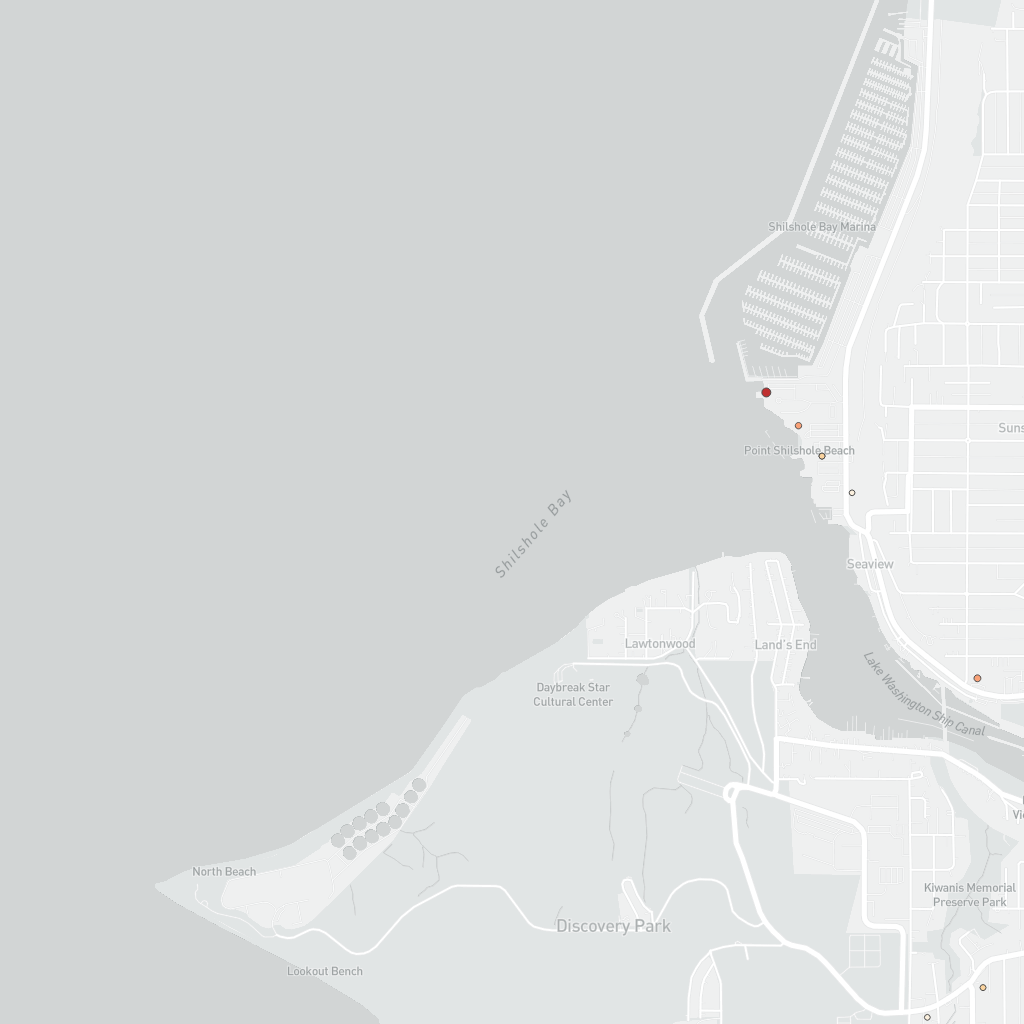 Shilshole Bay Marina
Suns
Point Shilshole Beach
Shilshole Bay
Seaview
Lawtonwood
Land's End
Daybreak Star
Cultural Center
Lake Washington Ship Canal
Vi
North Beach
Kiwanis Memorial
Preserve Park
Discovery Park
Lookout Bench